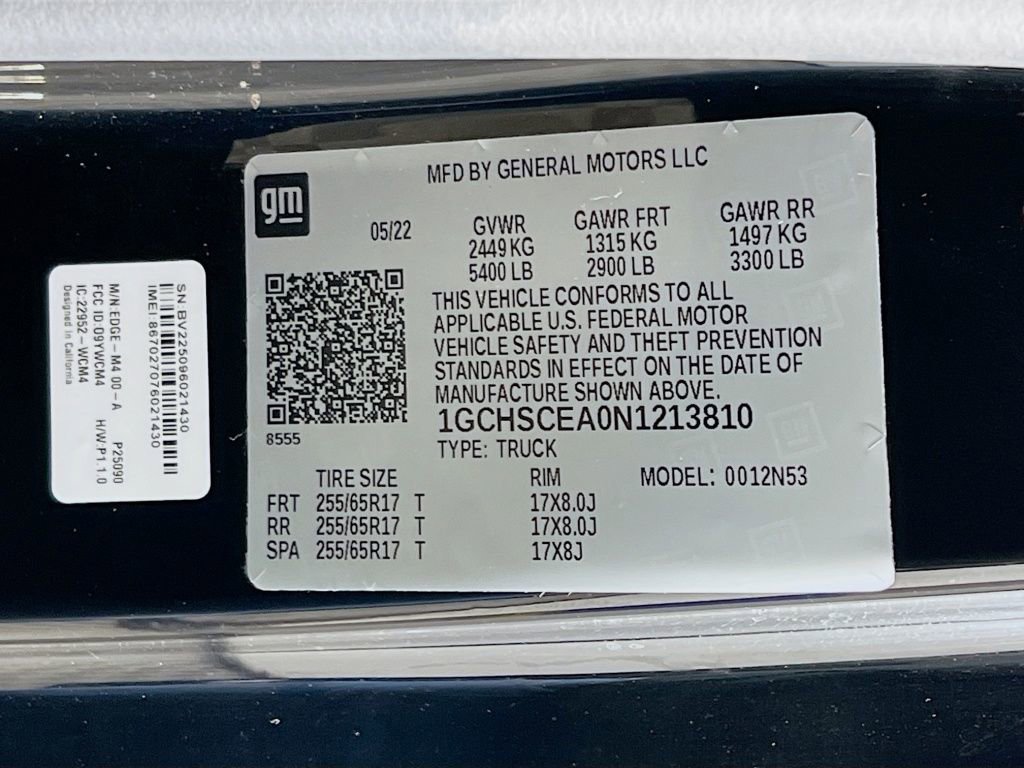 MFD BY GENERAL MOTORS LLC
gm
05/22
GVWR GAWR FRT GAWR RR
2449 KG 1315 KG 1497 KG
5400 LB 2900 LB 3300 LB
THIS VEHICLE CONFORMS TO ALL
APPLICABLE U.S. FEDERAL MOTOR
VEHICLE SAFETY AND THEFT PREVENTION
STANDARDS IN EFFECT ON THE DATE OF
MANUFACTURE SHOWN ABOVE.
8555
1GCHSCEA0N1213810
TYPE: TRUCK
TIRE SIZE RIM MODEL: 0012N53
FRT 255/65R17 T 17X8.0J
RR 255/65R17 T 17X8.0J
SPA 255/65R17 T 17X8J
SN:BV225096021430
IMEI:867027076021430
M/N:EDGE-M4 00-A P25090
FCC ID:O9YWCM4 H/W:P1.1.0
IC:22952-WCM4
Designed in California